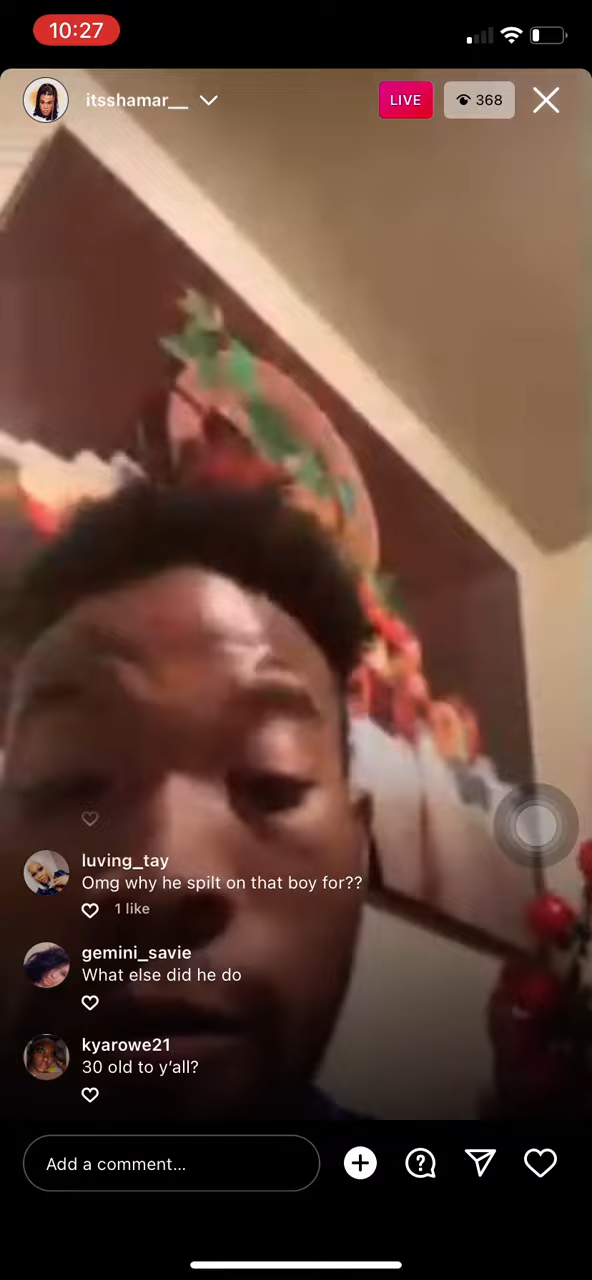 10:27
itsshamar__
LIVE
368
luving_tay
Omg why he spilt on that boy for??
1 like
gemini_savie
What else did he do
kyarowe21
30 old to y'all?
Add a comment...